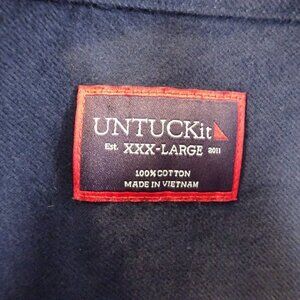 UNTUCKit
Est. XXX-LARGE 2011
100% COTTON
MADE IN VIETNAM